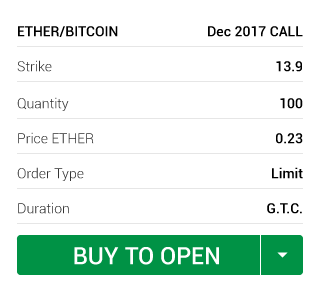 ETHER/BITCOIN Dec 2017 CALL
Strike 13.9
Quantity 100
Price ETHER 0.23
Order Type Limit
Duration G.T.C.
BUY TO OPEN